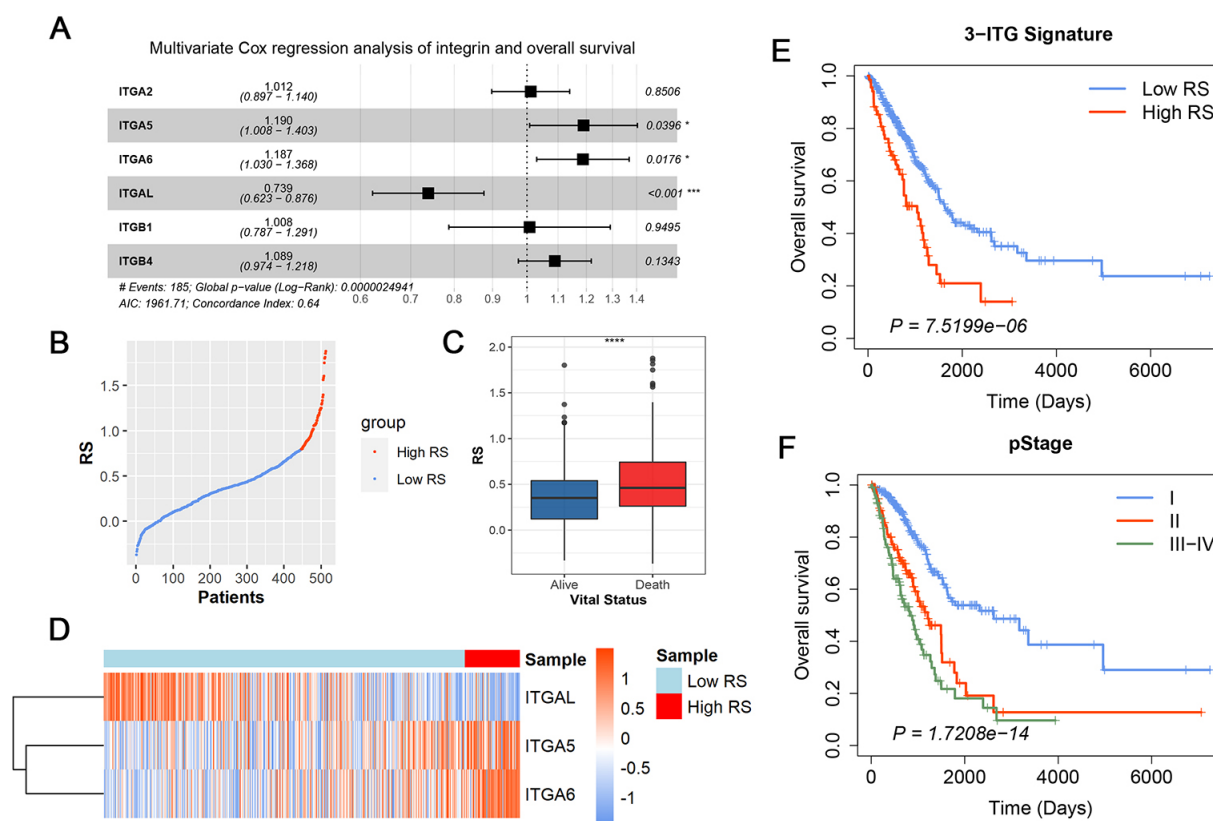 A
Multivariate Cox regression analysis of integrin and overall survival
ITGA2 1.012 (0.897 − 1.140) 0.8506
ITGA5 1.190 (1.008 − 1.403) 0.0396 *
ITGA6 1.187 (1.030 − 1.368) 0.0176 *
ITGAL 0.739 (0.623 − 0.876) <0.001 ***
ITGB1 1.008 (0.787 − 1.291) 0.9495
ITGB4 1.089 (0.974 − 1.218) 0.1343
# Events: 185; Global p−value (Log−Rank): 0.0000024941
AIC: 1961.71; Concordance Index: 0.64
0.6 0.7 0.8 0.9 1 1.1 1.2 1.3 1.4
B
RS
1.5
1.0
0.5
0.0
0 100 200 300 400 500
Patients
group
High RS
Low RS
C
****
RS
2.0
1.5
1.0
0.5
0.0
Alive Death
Vital Status
D
Sample
ITGAL
ITGA5
ITGA6
1
0.5
0
-0.5
-1
Sample
Low RS
High RS
E
3−ITG Signature
Overall survival
1.0
0.8
0.6
0.4
0.2
0.0
Low RS
High RS
P = 7.5199e−06
0 2000 4000 6000
Time (Days)
F
pStage
Overall survival
1.0
0.8
0.6
0.4
0.2
0.0
I
II
III−IV
P = 1.7208e−14
0 2000 4000 6000
Time (Days)